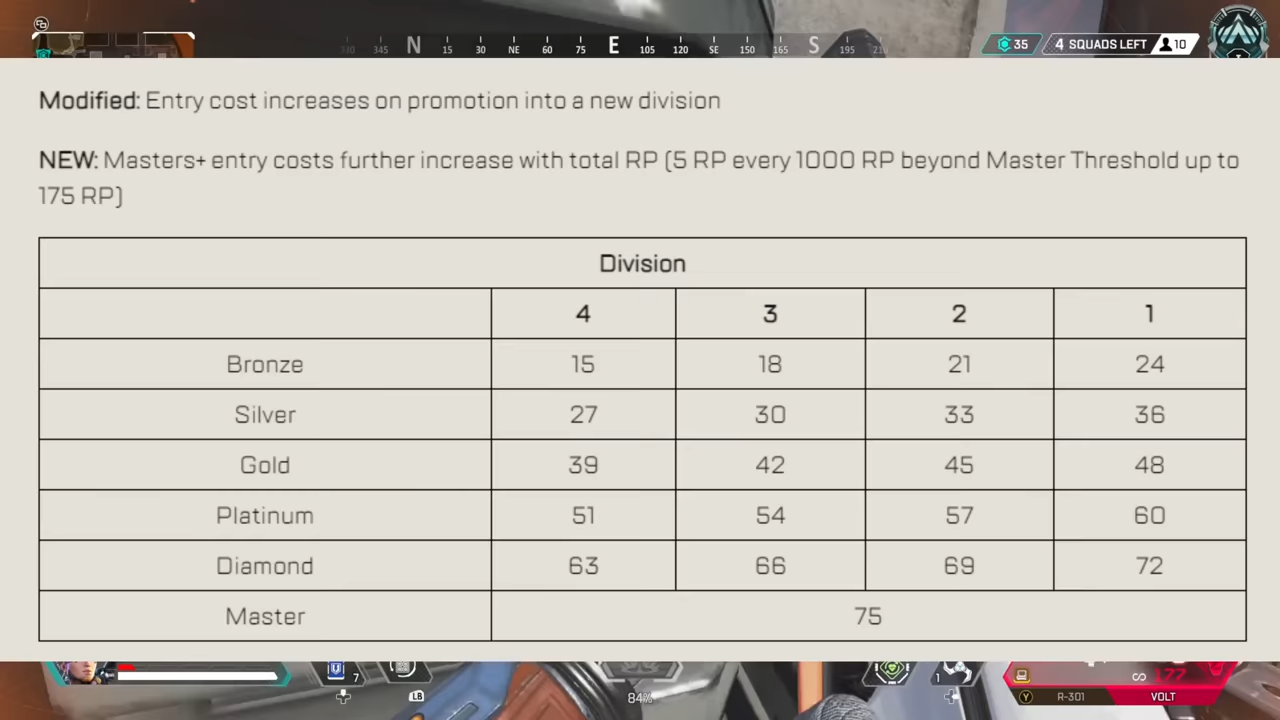 345 N 15 30 NE 60 75 E 105 120 SE 150 165 S 195
35 4 SQUADS LEFT 10
Modified: Entry cost increases on promotion into a new division
NEW: Masters+ entry costs further increase with total RP (5 RP every 1000 RP beyond Master Threshold up to
175 RP)
Division
4 3 2 1
Bronze 15 18 21 24
Silver 27 30 33 36
Gold 39 42 45 48
Platinum 51 54 57 60
Diamond 63 66 69 72
Master 75
7 1 177
LB 84% Y R-301 VOLT